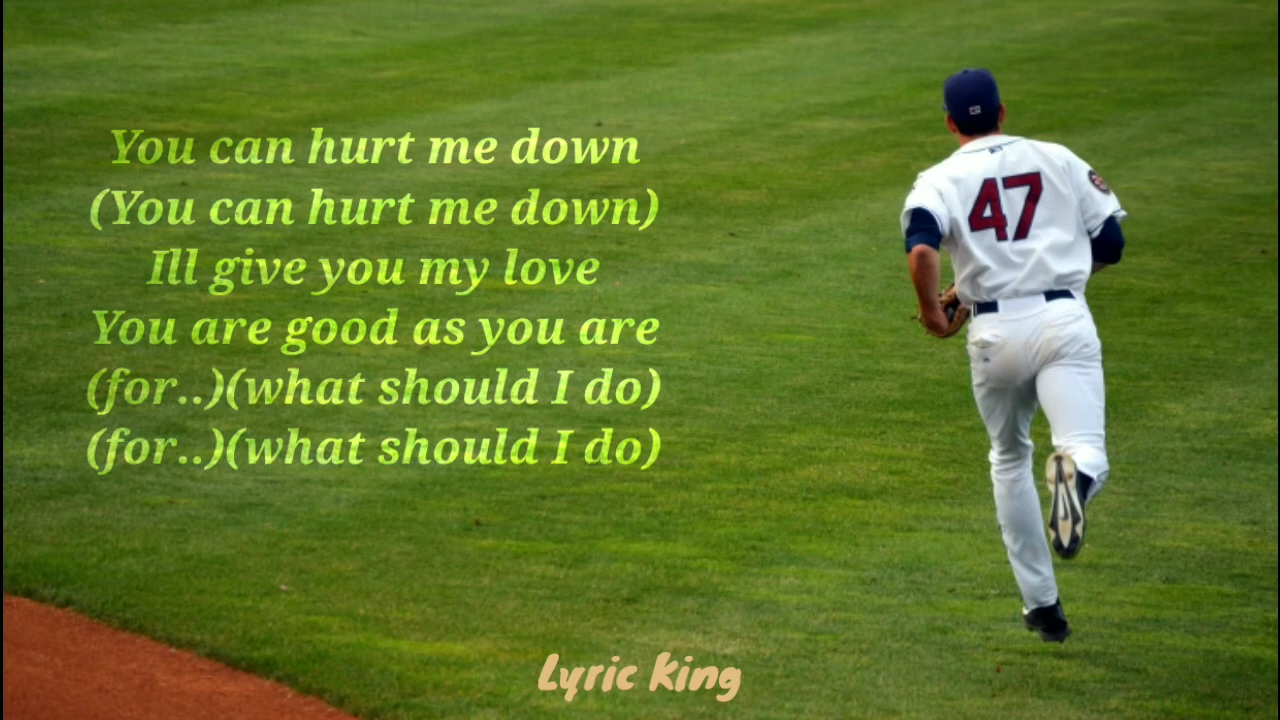 You can hurt me down
(You can hurt me down)
Ill give you my love
You are good as you are
(for..)(what should I do)
(for..)(what should I do)
47
Lyric King